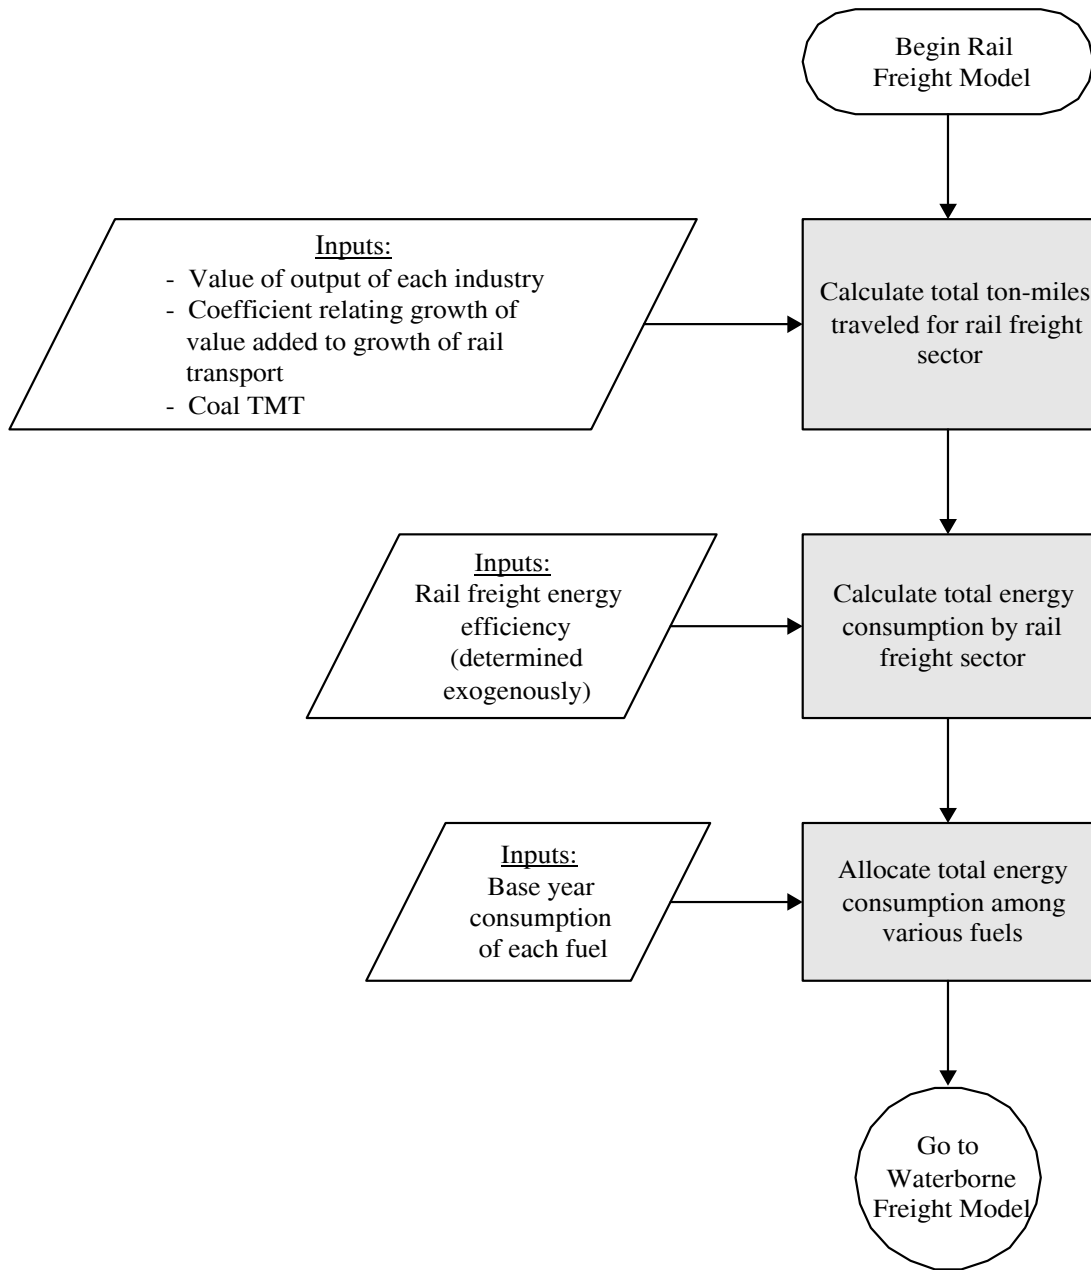 Begin Rail
Freight Model
Inputs:
- Value of output of each industry
- Coefficient relating growth of
value added to growth of rail
transport
- Coal TMT
Calculate total ton-miles
traveled for rail freight
sector
Inputs:
Rail freight energy
efficiency
(determined
exogenously)
Calculate total energy
consumption by rail
freight sector
Inputs:
Base year
consumption
of each fuel
Allocate total energy
consumption among
various fuels
Go to
Waterborne
Freight Model